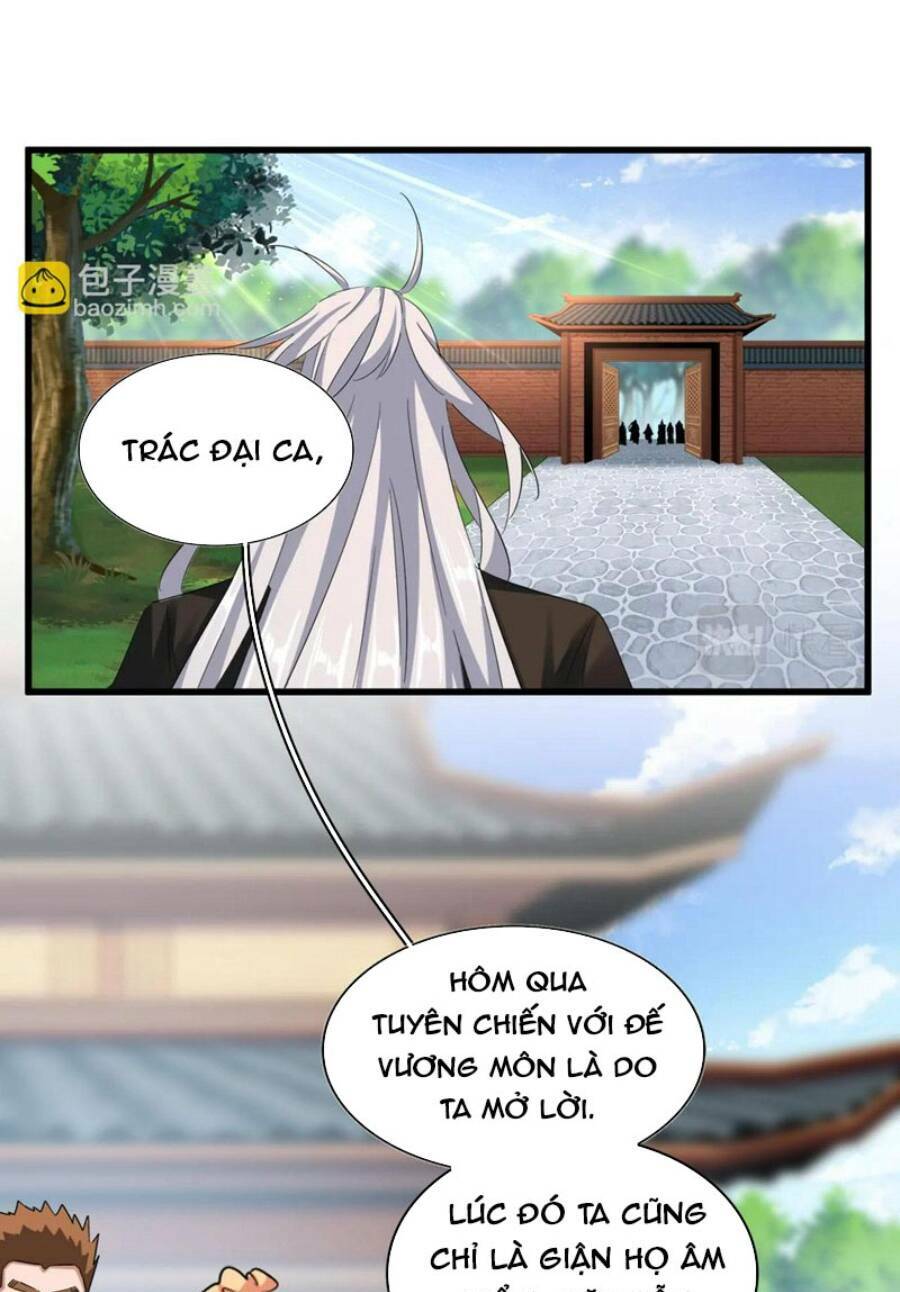 包子漫畫
baozimh.com
TRÁC ĐẠI CA,
HÔM QUA
TUYÊN CHIẾN VỚI ĐẾ
VƯƠNG MÔN LÀ DO
TA MỞ LỜI.
LÚC ĐÓ TA CŨNG
CHỈ LÀ GIẬN HỌ ÂM